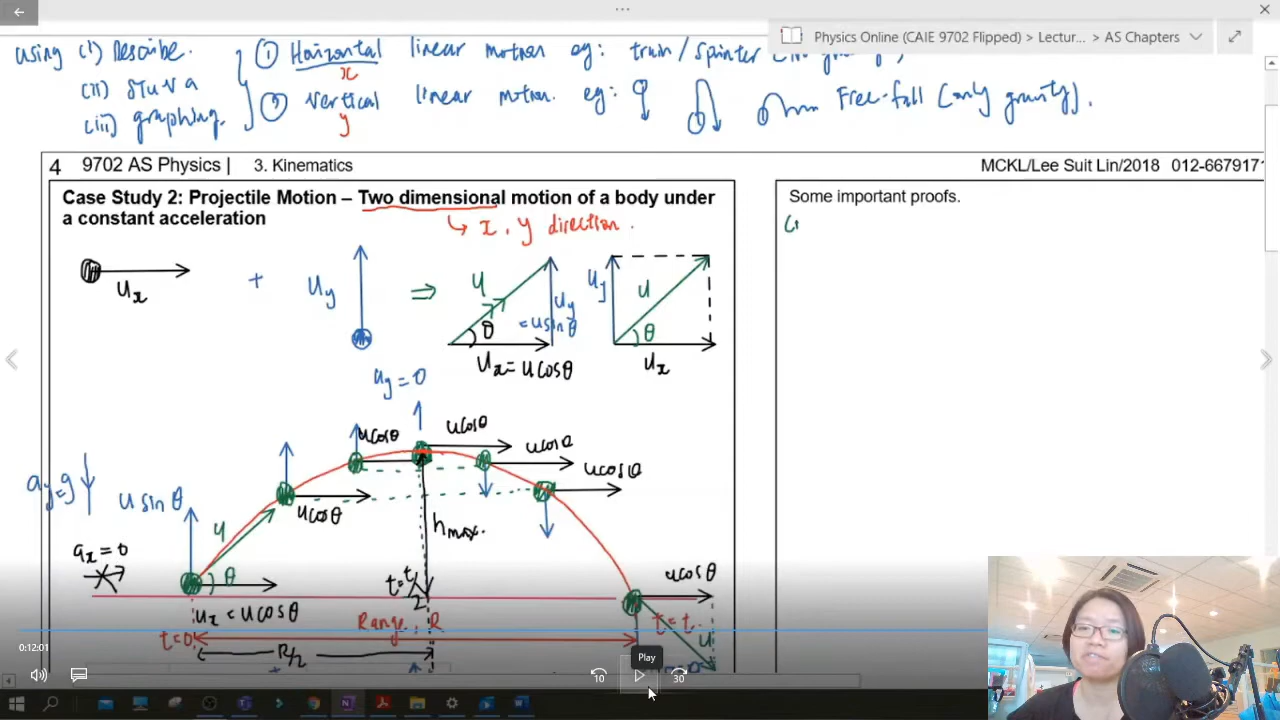 Physics Online (CAIE 9702 Flipped) > Lectur... > AS Chapters
using (i) Describe.
(ii)
(iii) graphing.
① Horizontal linear motion eg: train / sprinter
x
② Vertical linear motion. eg: Free-fall (only gravity).
y
4 9702 AS Physics | 3. Kinematics
MCKL/Lee Suit Lin/2018 012-6679171
Case Study 2: Projectile Motion – Two dimensional motion of a body under
a constant acceleration
↳ x, y direction.
Some important proofs.
(
ux + uy ⇒ u θ uy = u sin θ
ux = u cos θ
uy u θ ux
uy = 0
u cos θ u cos θ u cos θ u cos θ
ay = g
u sin θ
u
u cos θ
hmax.
ax = 0
θ
t = t/2
u cos θ
ux = u cos θ
Range, R
t = t.
u
t = 0
R/2
0:12:01
Play
10
30